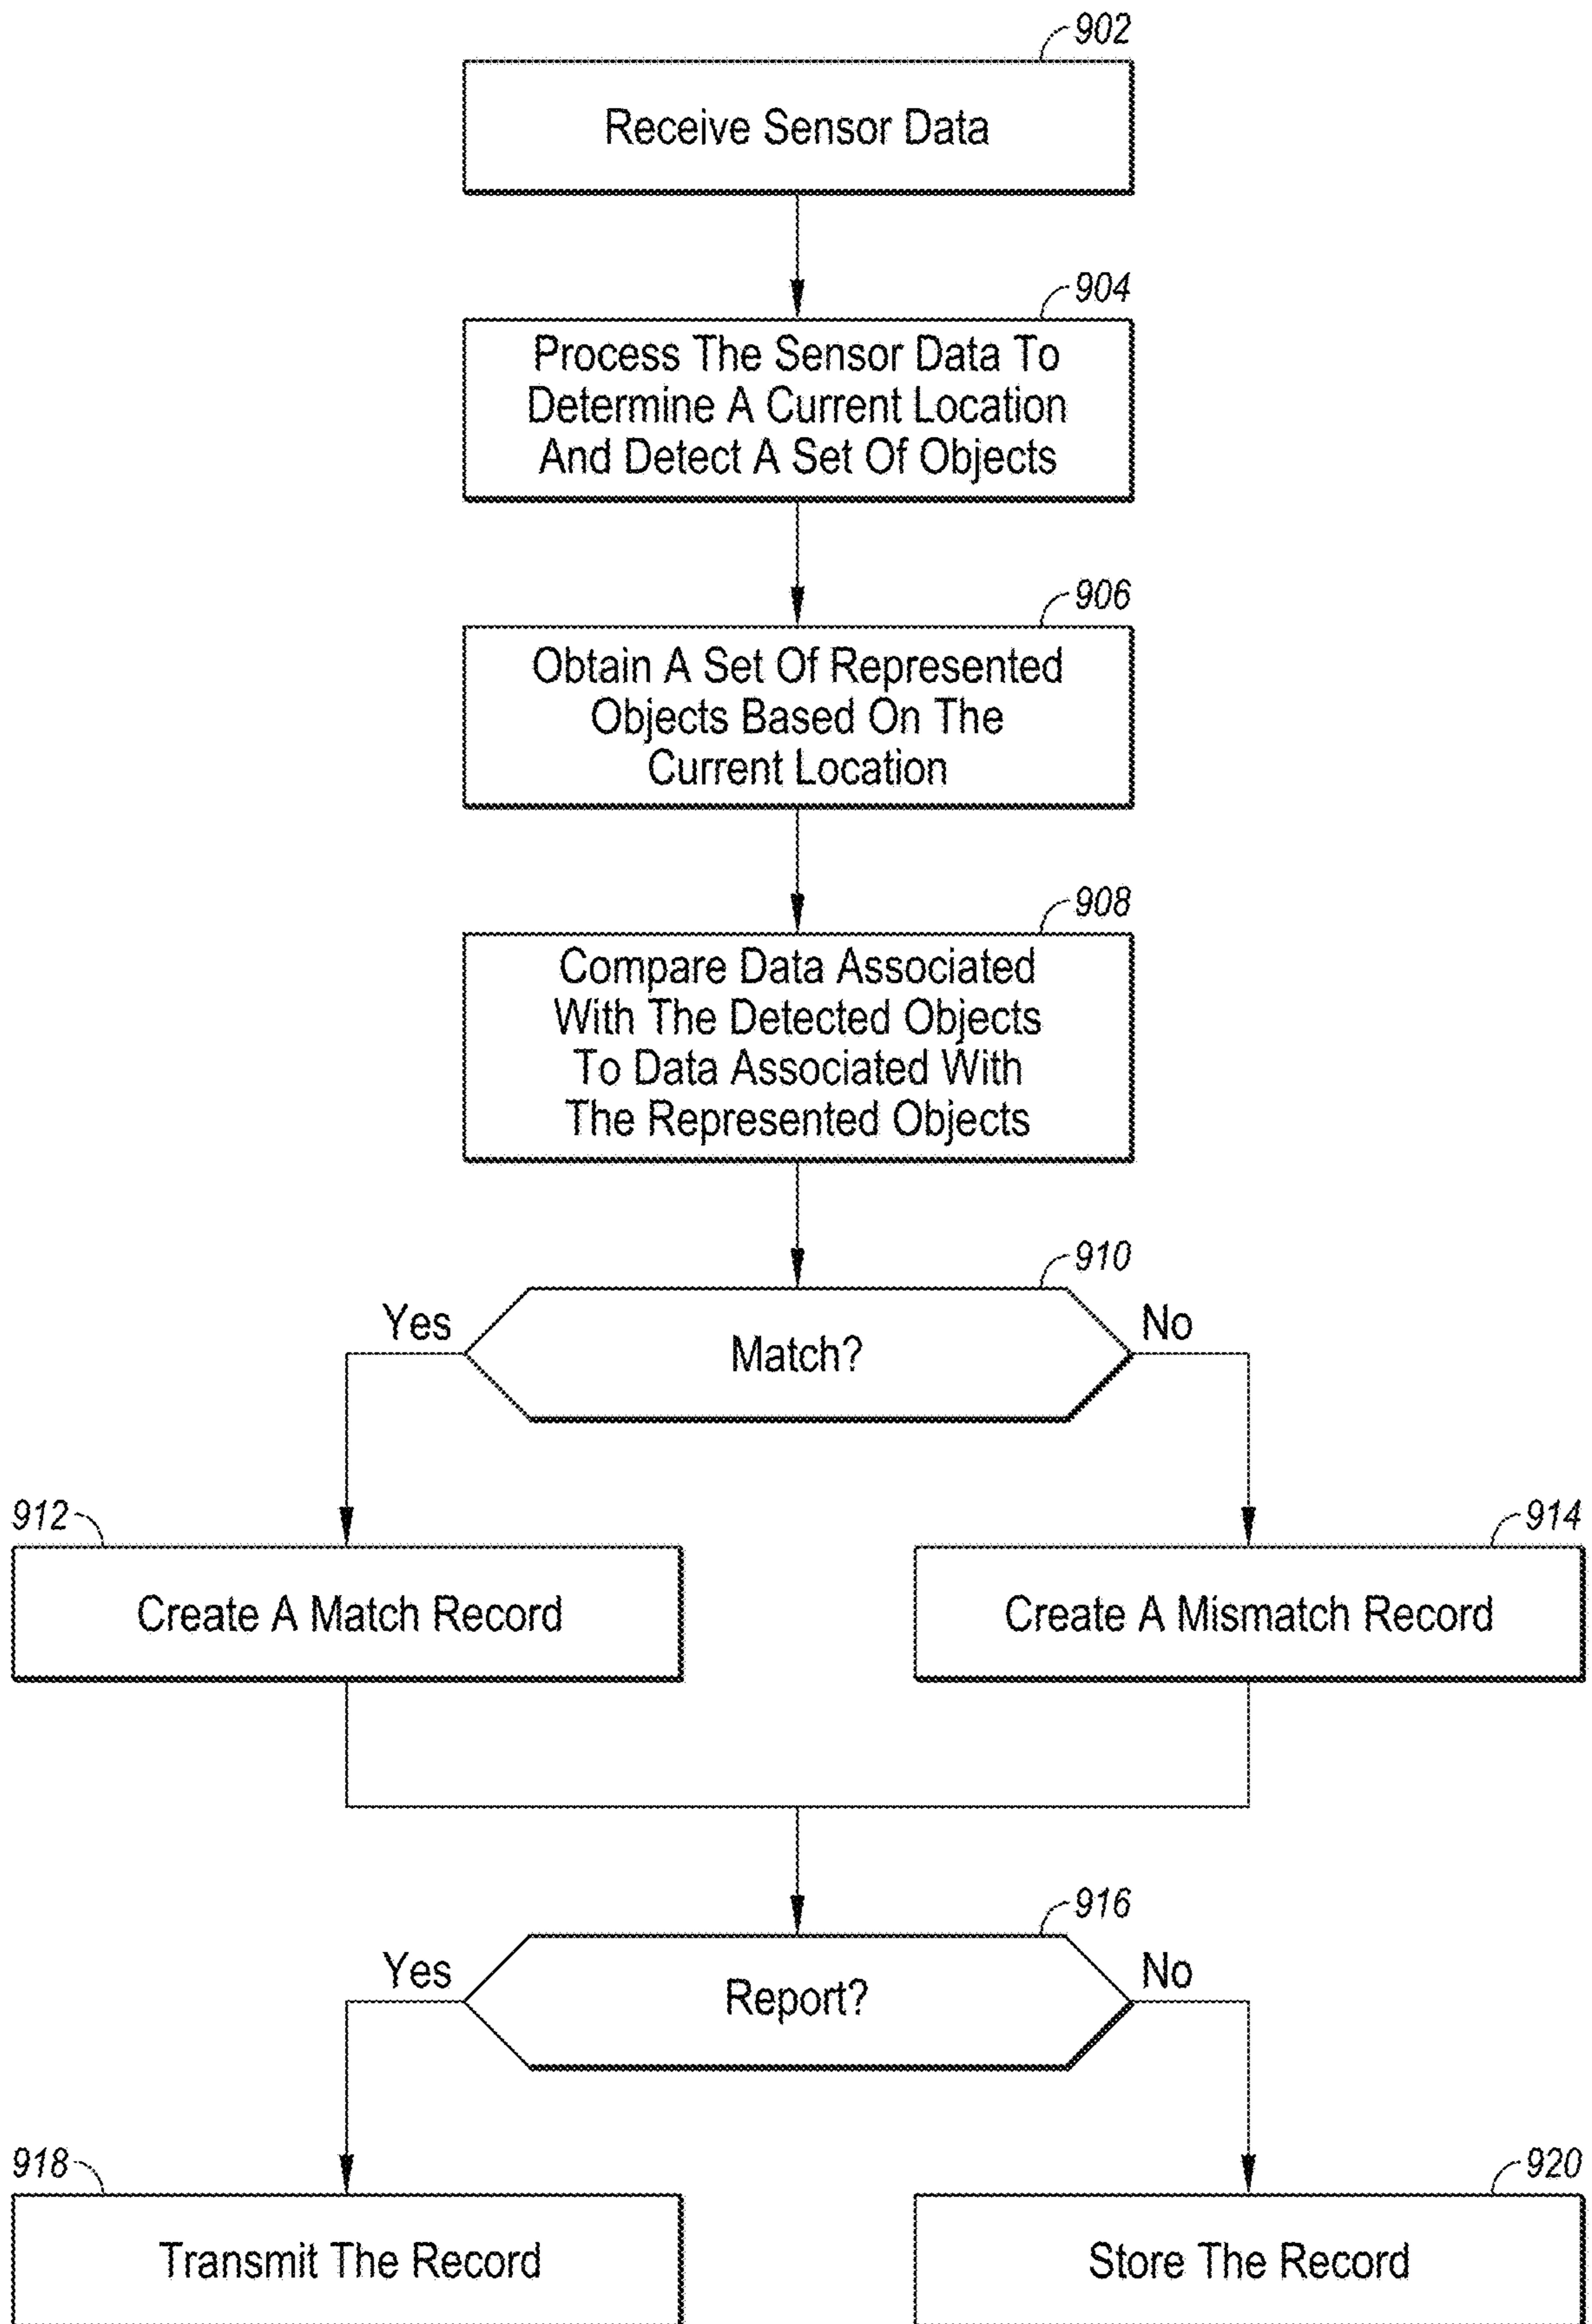 902
Receive Sensor Data
904
Process The Sensor Data To
Determine A Current Location
And Detect A Set Of Objects
906
Obtain A Set Of Represented
Objects Based On The
Current Location
908
Compare Data Associated
With The Detected Objects
To Data Associated With
The Represented Objects
910
Yes
Match?
No
912
Create A Match Record
914
Create A Mismatch Record
916
Yes
Report?
No
918
Transmit The Record
920
Store The Record